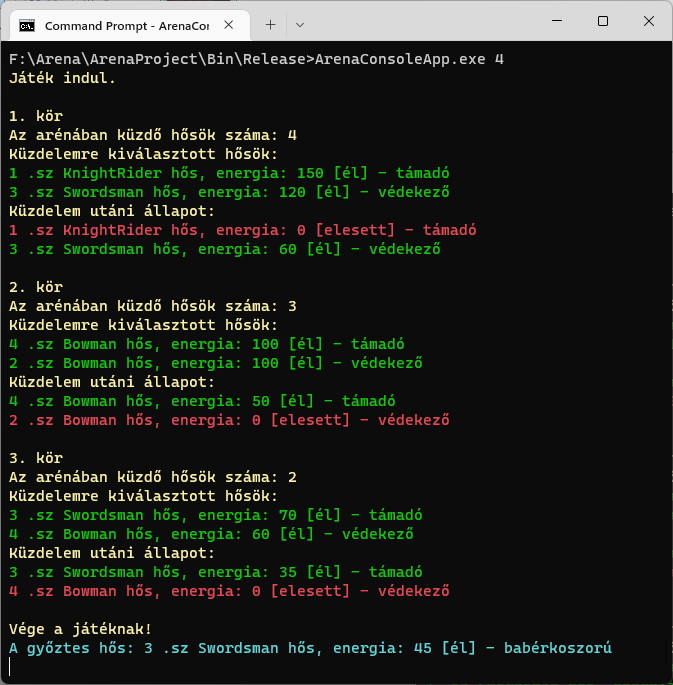 Command Prompt - ArenaCo
F:\Arena\ArenaProject\Bin\Release>ArenaConsoleApp.exe 4
Játék indul.
1. kör
Az arénában küzdő hősök száma: 4
Küzdelemre kiválasztott hősök:
1 .sz KnightRider hős, energia: 150 [él] - támadó
3 .sz Swordsman hős, energia: 120 [él] - védekező
Küzdelem utáni állapot:
1 .sz KnightRider hős, energia: 0 [elesett] - támadó
3 .sz Swordsman hős, energia: 60 [él] - védekező
2. kör
Az arénában küzdő hősök száma: 3
Küzdelemre kiválasztott hősök:
4 .sz Bowman hős, energia: 100 [él] - támadó
2 .sz Bowman hős, energia: 100 [él] - védekező
Küzdelem utáni állapot:
4 .sz Bowman hős, energia: 50 [él] - támadó
2 .sz Bowman hős, energia: 0 [elesett] - védekező
3. kör
Az arénában küzdő hősök száma: 2
Küzdelemre kiválasztott hősök:
3 .sz Swordsman hős, energia: 70 [él] - támadó
4 .sz Bowman hős, energia: 60 [él] - védekező
Küzdelem utáni állapot:
3 .sz Swordsman hős, energia: 35 [él] - támadó
4 .sz Bowman hős, energia: 0 [elesett] - védekező
Vége a játéknak!
A győztes hős: 3 .sz Swordsman hős, energia: 45 [él] - babérkoszorú